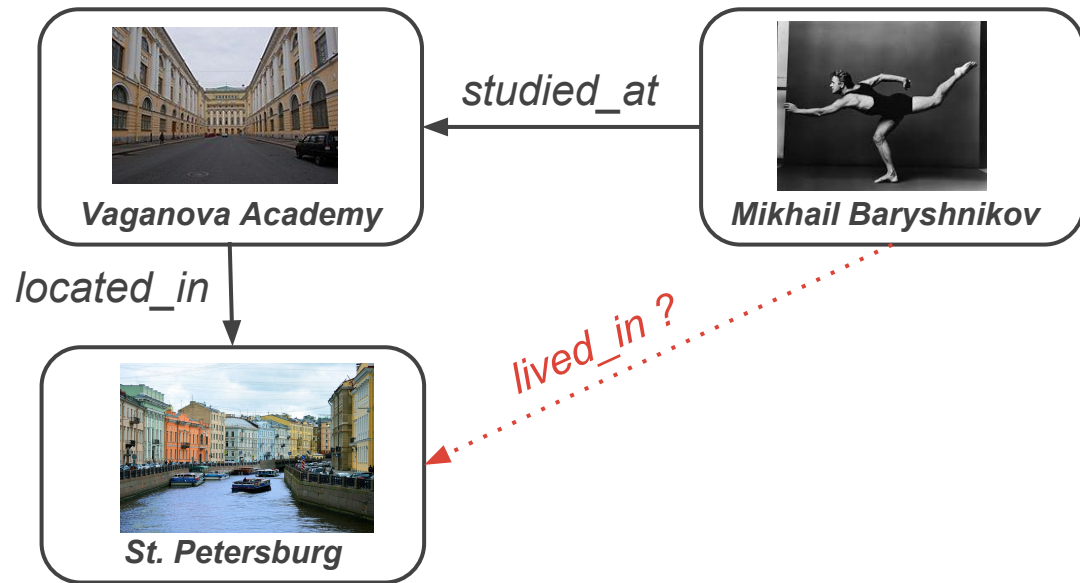 studied_at
Vaganova Academy
Mikhail Baryshnikov
located_in
lived_in ?
St. Petersburg